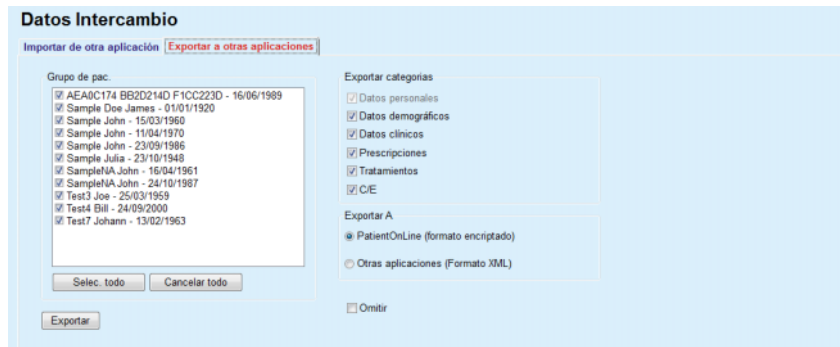 Datos Intercambio
Importar de otra aplicación Exportar a otras aplicaciones
Grupo de pac.
AEA0C174 BB2D214D F1CC223D - 16/06/1989
Sample Doe James - 01/01/1920
Sample John - 15/03/1960
Sample John - 11/04/1970
Sample John - 23/09/1986
Sample Julia - 23/10/1948
SampleNA John - 16/04/1961
SampleNA John - 24/10/1987
Test3 Joe - 25/03/1959
Test4 Bill - 24/09/2000
Test7 Johann - 13/02/1963
Selec. todo Cancelar todo
Exportar
Exportar categorias
Datos personales
Datos demográficos
Datos clínicos
Prescripciones
Tratamientos
C/E
Exportar A
PatientOnLine (formato encriptado)
Otras aplicaciones (Formato XML)
Omitir